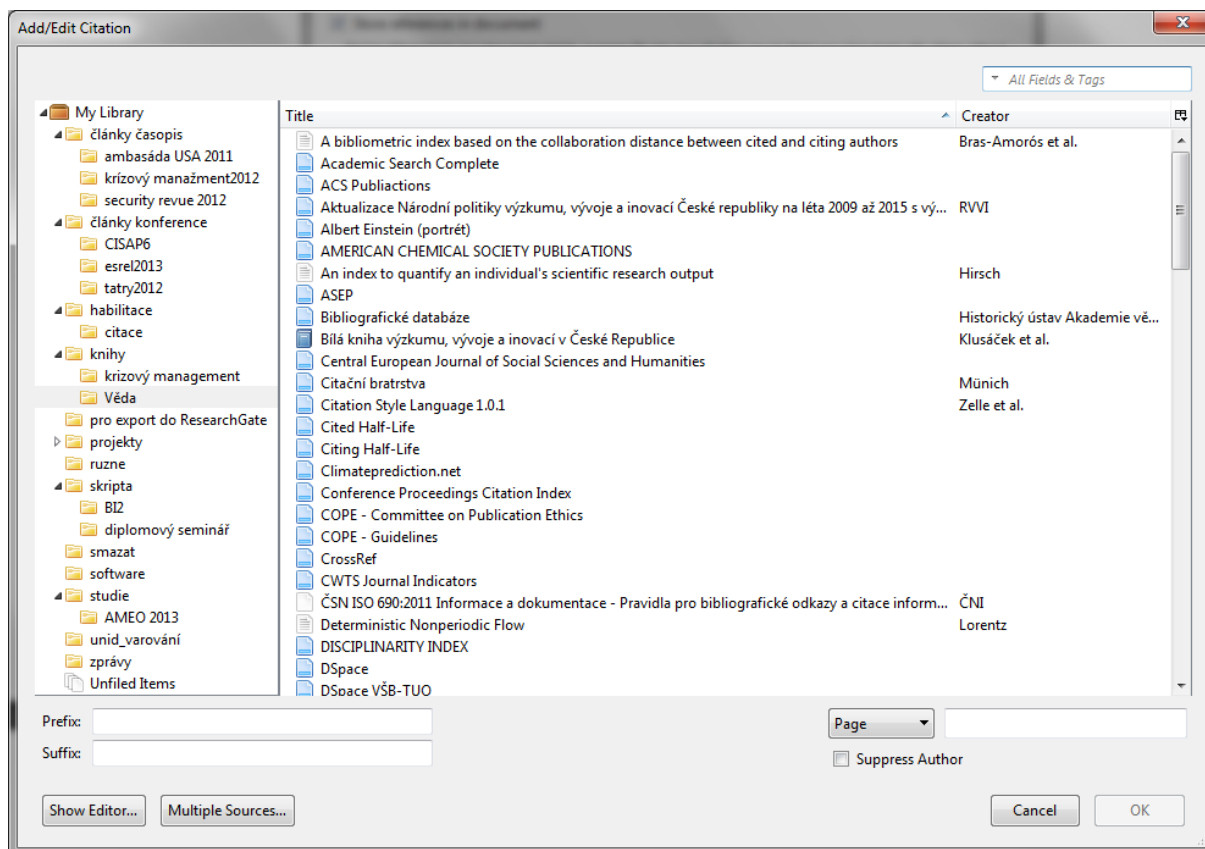 Store references in document
Add/Edit Citation
All Fields & Tags
My Library
články časopis
ambasáda USA 2011
krízový manažment2012
security revue 2012
články konference
CISAP6
esrel2013
tatry2012
habilitace
citace
knihy
krizový management
Věda
pro export do ResearchGate
projekty
ruzne
skripta
BI2
diplomový seminář
smazat
software
studie
AMEO 2013
unid_varování
zprávy
Unfiled Items
Title Creator
A bibliometric index based on the collaboration distance between cited and citing authors Bras-Amorós et al.
Academic Search Complete
ACS Publiactions
Aktualizace Národní politiky výzkumu, vývoje a inovací České republiky na léta 2009 až 2015 s vý... RVVI
Albert Einstein (portrét)
AMERICAN CHEMICAL SOCIETY PUBLICATIONS
An index to quantify an individual's scientific research output Hirsch
ASEP
Bibliografické databáze Historický ústav Akademie vě...
Bílá kniha výzkumu, vývoje a inovací v České Republice Klusáček et al.
Central European Journal of Social Sciences and Humanities
Citační bratrstva Münich
Citation Style Language 1.0.1 Zelle et al.
Cited Half-Life
Citing Half-Life
Climateprediction.net
Conference Proceedings Citation Index
COPE - Committee on Publication Ethics
COPE - Guidelines
CrossRef
CWTS Journal Indicators
ČSN ISO 690:2011 Informace a dokumentace - Pravidla pro bibliografické odkazy a citace inform... ČNI
Deterministic Nonperiodic Flow Lorentz
DISCIPLINARITY INDEX
DSpace
DSpace VŠB-TUO
Prefix:
Page
Suffix:
Suppress Author
Show Editor... Multiple Sources... Cancel OK